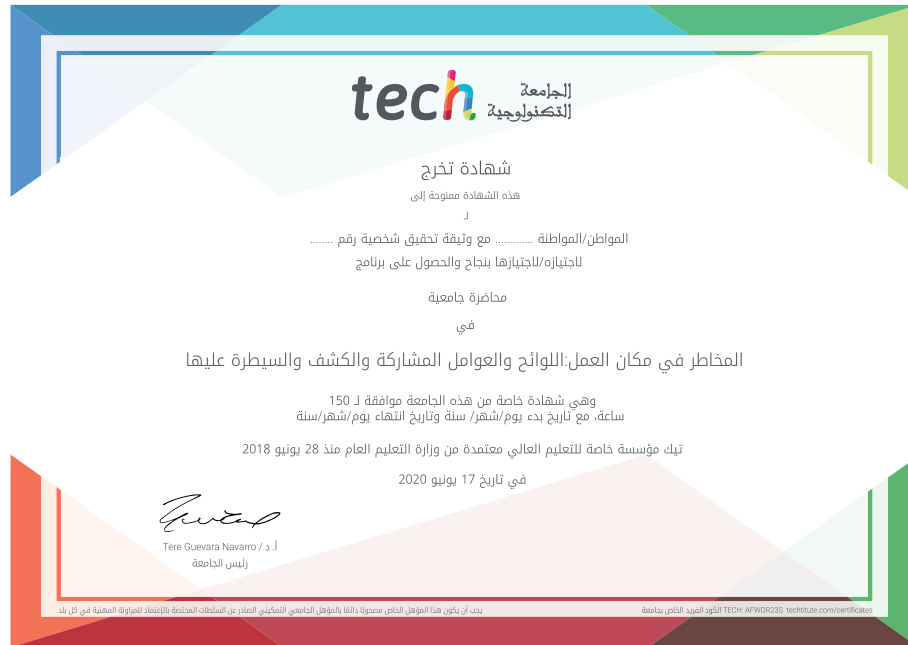 tech الجامعة
التكنولوجية
شهادة تخرج
هذه الشهادة ممنوحة إلى
لـ
المواطن/المواطنة ............ مع وثيقة تحقيق شخصية رقم ........
لاجتيازه/لاجتيازها بنجاح والحصول على برنامج
محاضرة جامعية
في
المخاطر في مكان العمل:اللوائح والعوامل المشاركة والكشف والسيطرة عليها
وهي شهادة خاصة من هذه الجامعة موافقة لـ 150
ساعة، مع تاريخ بدء يوم/شهر/ سنة وتاريخ انتهاء يوم/شهر/سنة
تيك مؤسسة خاصة للتعليم العالي معتمدة من وزارة التعليم العام منذ 28 يونيو 2018
في تاريخ 17 يونيو 2020
أ. د./ Tere Guevara Navarro
رئيس الجامعة
يجب أن يكون هذا المؤهل الخاص مصحوبًا دائمًا بالمؤهل الجامعي التمكيني الصادر عن السلطات المختصة بالإعتماد للمزاولة المهنية في كل بلد.
الكود الفريد الخاص بجامعة TECH: AFWOR23S techtitute.com/certificates